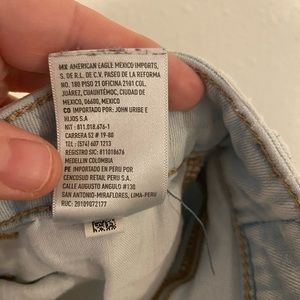 MX AMERICAN EAGLE MEXICO IMPORTS,
S. DE R.L. DE C.V. PASEO DE LA REFORMA
NO. 180 PISO 21 OFICINA 2101 COL.
JUÁREZ, CUAUHTÉMOC, CIUDAD DE
MÉXICO, 06600, MEXICO
CO IMPORTADO POR: JOHN URIBE E
HIJOS S.A
NIT : 811.018.676-1
CARRERA 52 # 19-80
TEL: (574) 607 1213
REGISTRO SIC: 811018676
MEDELLIN COLOMBIA
PE IMPORTADO EN PERU POR
CENCOSUD RETAIL PERU S.A.
CALLE AUGUSTO ANGULO #130
SAN ANTONIO-MIRAFLORES, LIMA-PERU
RUC: 20109072177